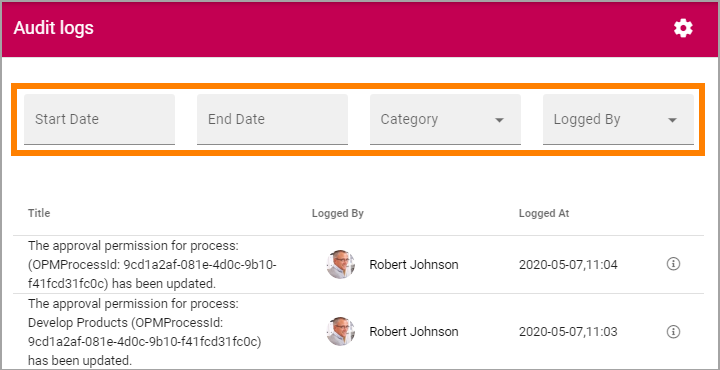 Audit logs
Start Date
End Date
Category
Logged By
Title
Logged By
Logged At
The approval permission for process:
(OPMProcessId: 9cd1a2af-081e-4d0c-9b10-
f41fcd31fc0c) has been updated.
Robert Johnson
2020-05-07,11:04
The approval permission for process:
Develop Products (OPMProcessId:
9cd1a2af-081e-4d0c-9b10-f41fcd31fc0c)
has been updated.
Robert Johnson
2020-05-07,11:03